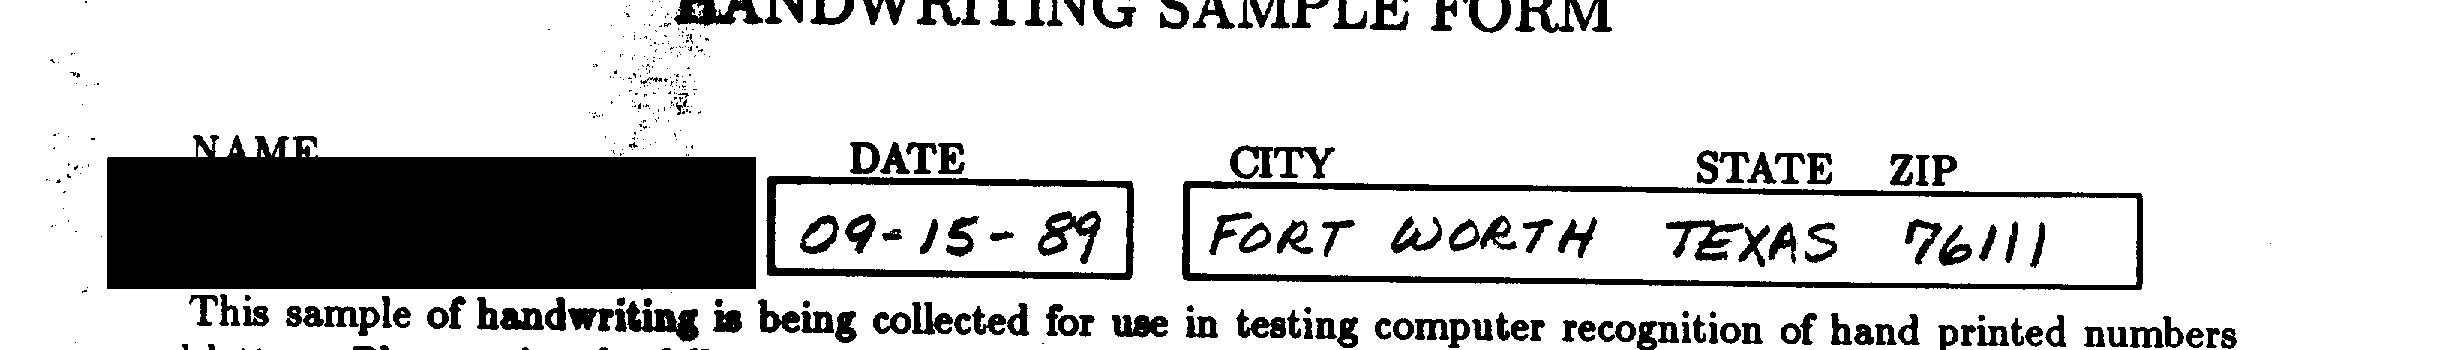 HANDWRITING SAMPLE FORM
NAME DATE CITY STATE ZIP
09-15-89 FORT WORTH TEXAS 76111
This sample of handwriting is being collected for use in testing computer recognition of hand printed numbers